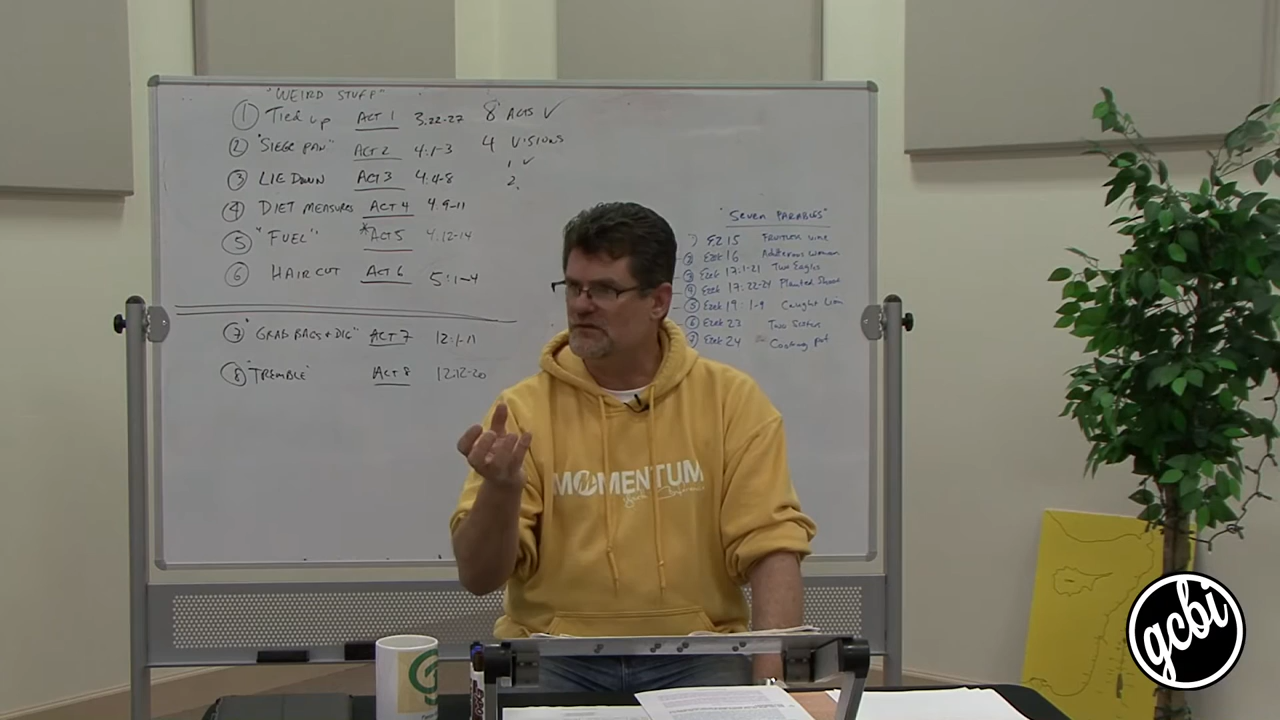 "WEIRD STUFF"
① Tied up ACT 1 3:22-27
② "SIEGE PAN" ACT 2 4:1-3
③ LIE DOWN ACT 3 4:4-8
④ DIET MEASURES ACT 4 4:9-11
⑤ "FUEL" *ACT 5 4:12-14
⑥ HAIRCUT ACT 6 5:1-4
⑦ "GRAB BAGS + DIG" ACT 7 12:1-11
⑧ "TREMBLE" ACT 8 12:12-20
8 ACTS ✓
4 VISIONS
1 ✓
2.
"SEVEN PARABLES"
1) EZ 15
② Ezek 16 Adulterous woman
③ Ezek 17:1-21 Two Eagles
④ Ezek 17:22-24 Planted
⑤ Ezek 19:1-9 Caught Lion
⑥ Ezek 23 Two Sisters
⑦ Ezek 24 Cooking pot
MOMENTUM
Youth Conference
gcbi